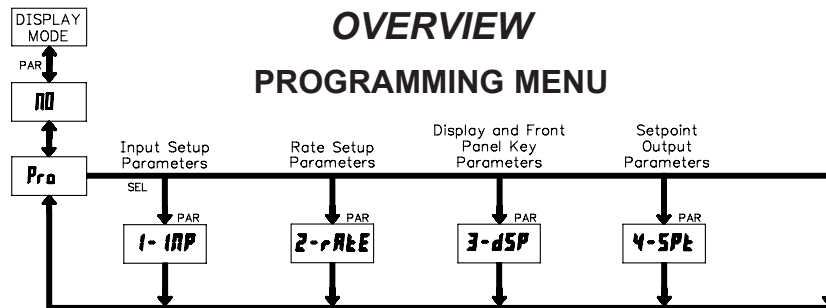 OVERVIEW
PROGRAMMING MENU
DISPLAY
MODE
PAR
NO
Pro
Input Setup
Parameters
Rate Setup
Parameters
Display and Front
Panel Key
Parameters
Setpoint
Output
Parameters
SEL
PAR
PAR
PAR
PAR
1-INP
2-rAtE
3-dSP
4-SPt